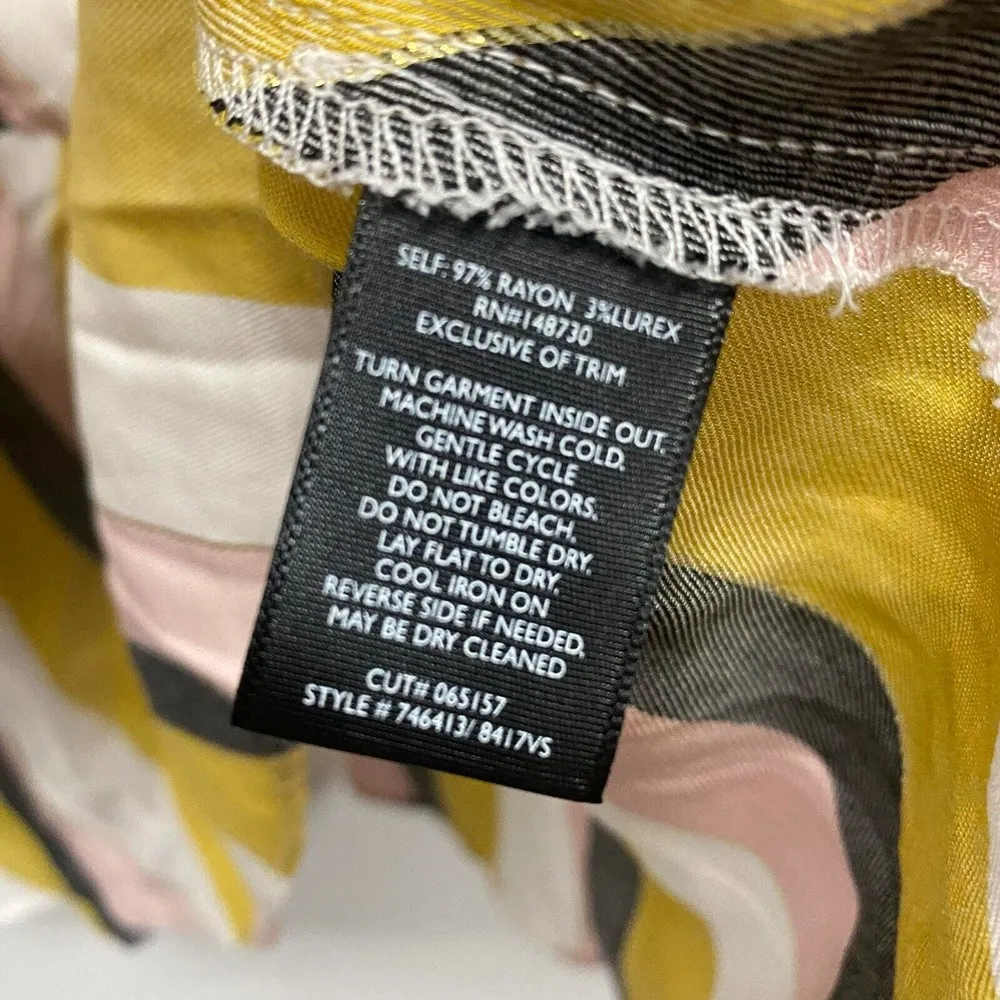 SELF: 97% RAYON 3%LUREX
RN#148730
EXCLUSIVE OF TRIM
TURN GARMENT INSIDE OUT.
MACHINE WASH COLD.
GENTLE CYCLE
WITH LIKE COLORS.
DO NOT BLEACH.
DO NOT TUMBLE DRY.
LAY FLAT TO DRY.
COOL IRON ON
REVERSE SIDE IF NEEDED.
MAY BE DRY CLEANED
CUT# 065157
STYLE # 746413/ 8417VS